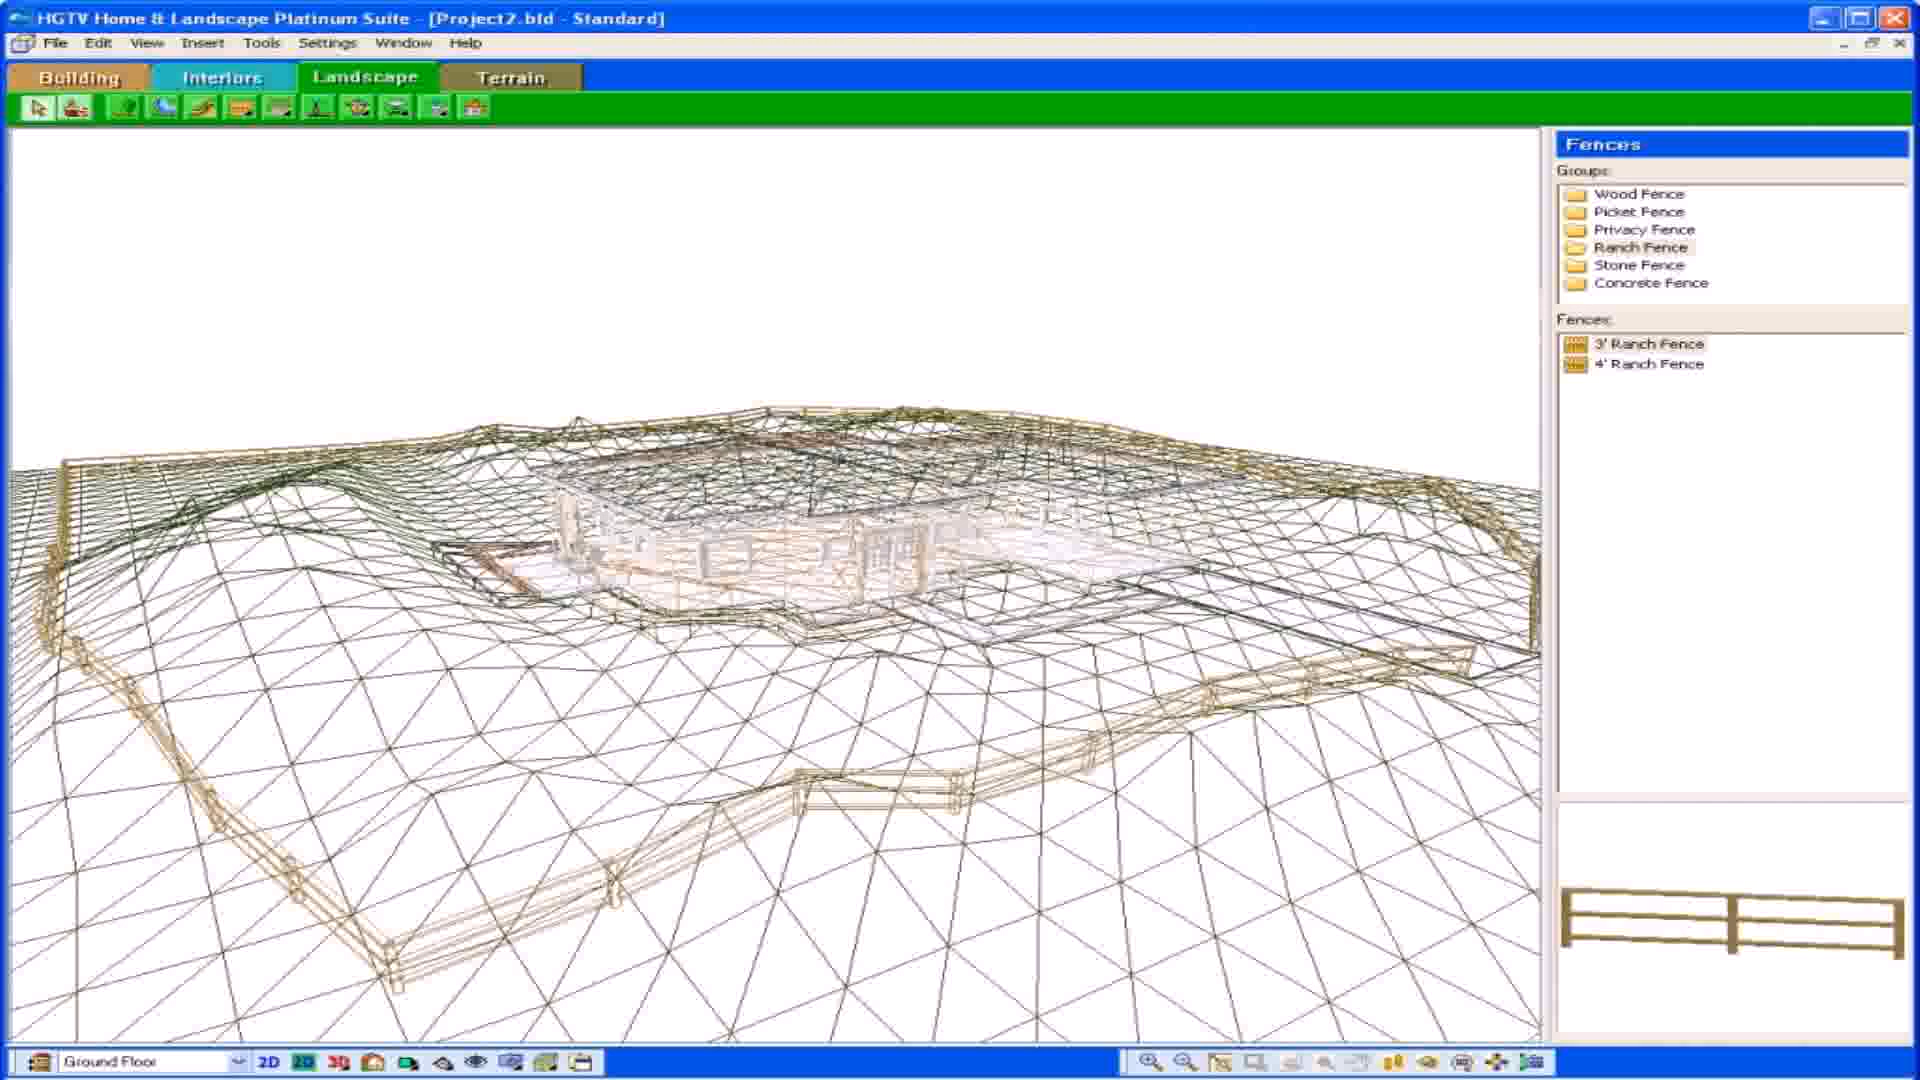 HGTV Home & Landscape Platinum Suite - [Project2.bld - Standard]
File Edit View Insert Tools Settings Window Help
Building Interiors Landscape Terrain
Fences
Groups:
Wood Fence
Picket Fence
Privacy Fence
Ranch Fence
Stone Fence
Concrete Fence
Fences:
3' Ranch Fence
4' Ranch Fence
Ground Floor 2D 2D 3D